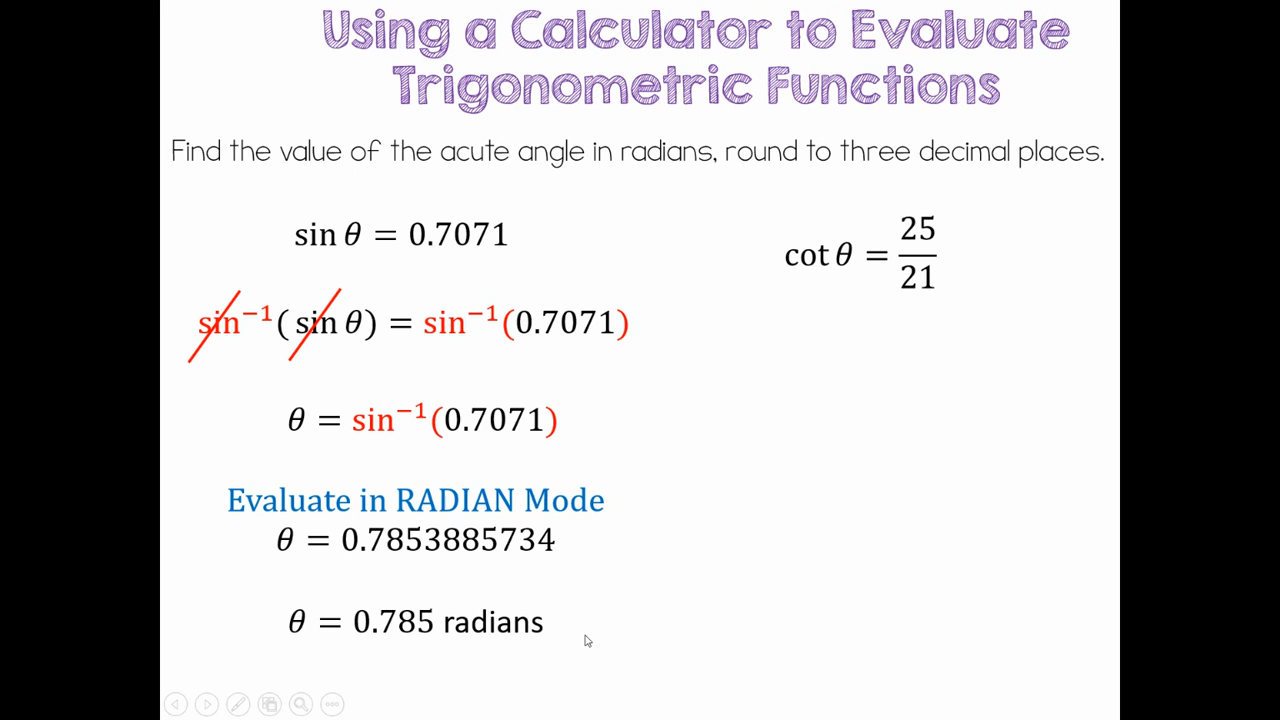 Using a Calculator to Evaluate
Trigonometric Functions
Find the value of the acute angle in radians, round to three decimal places.
sin θ = 0.7071
cot θ = 25/21
sin⁻¹( sin θ) = sin⁻¹(0.7071)
θ = sin⁻¹(0.7071)
Evaluate in RADIAN Mode
θ = 0.7853885734
θ = 0.785 radians